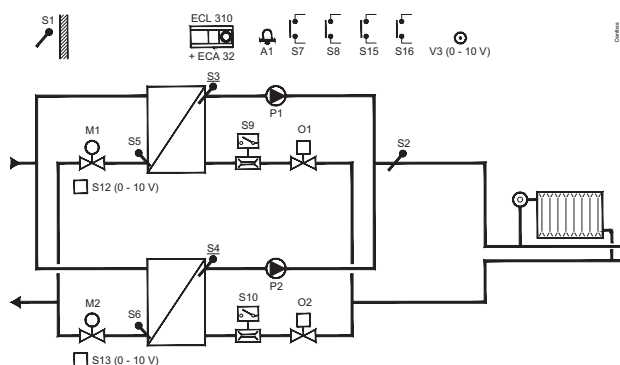 S1
ECL 310
+ ECA 32
A1
S7
S8
S15
S16
V3 (0 - 10 V)
Danfoss
S3
P1
M1
S5
S9
O1
S2
S12 (0 - 10 V)
S4
P2
M2
S6
S10
O2
S13 (0 - 10 V)